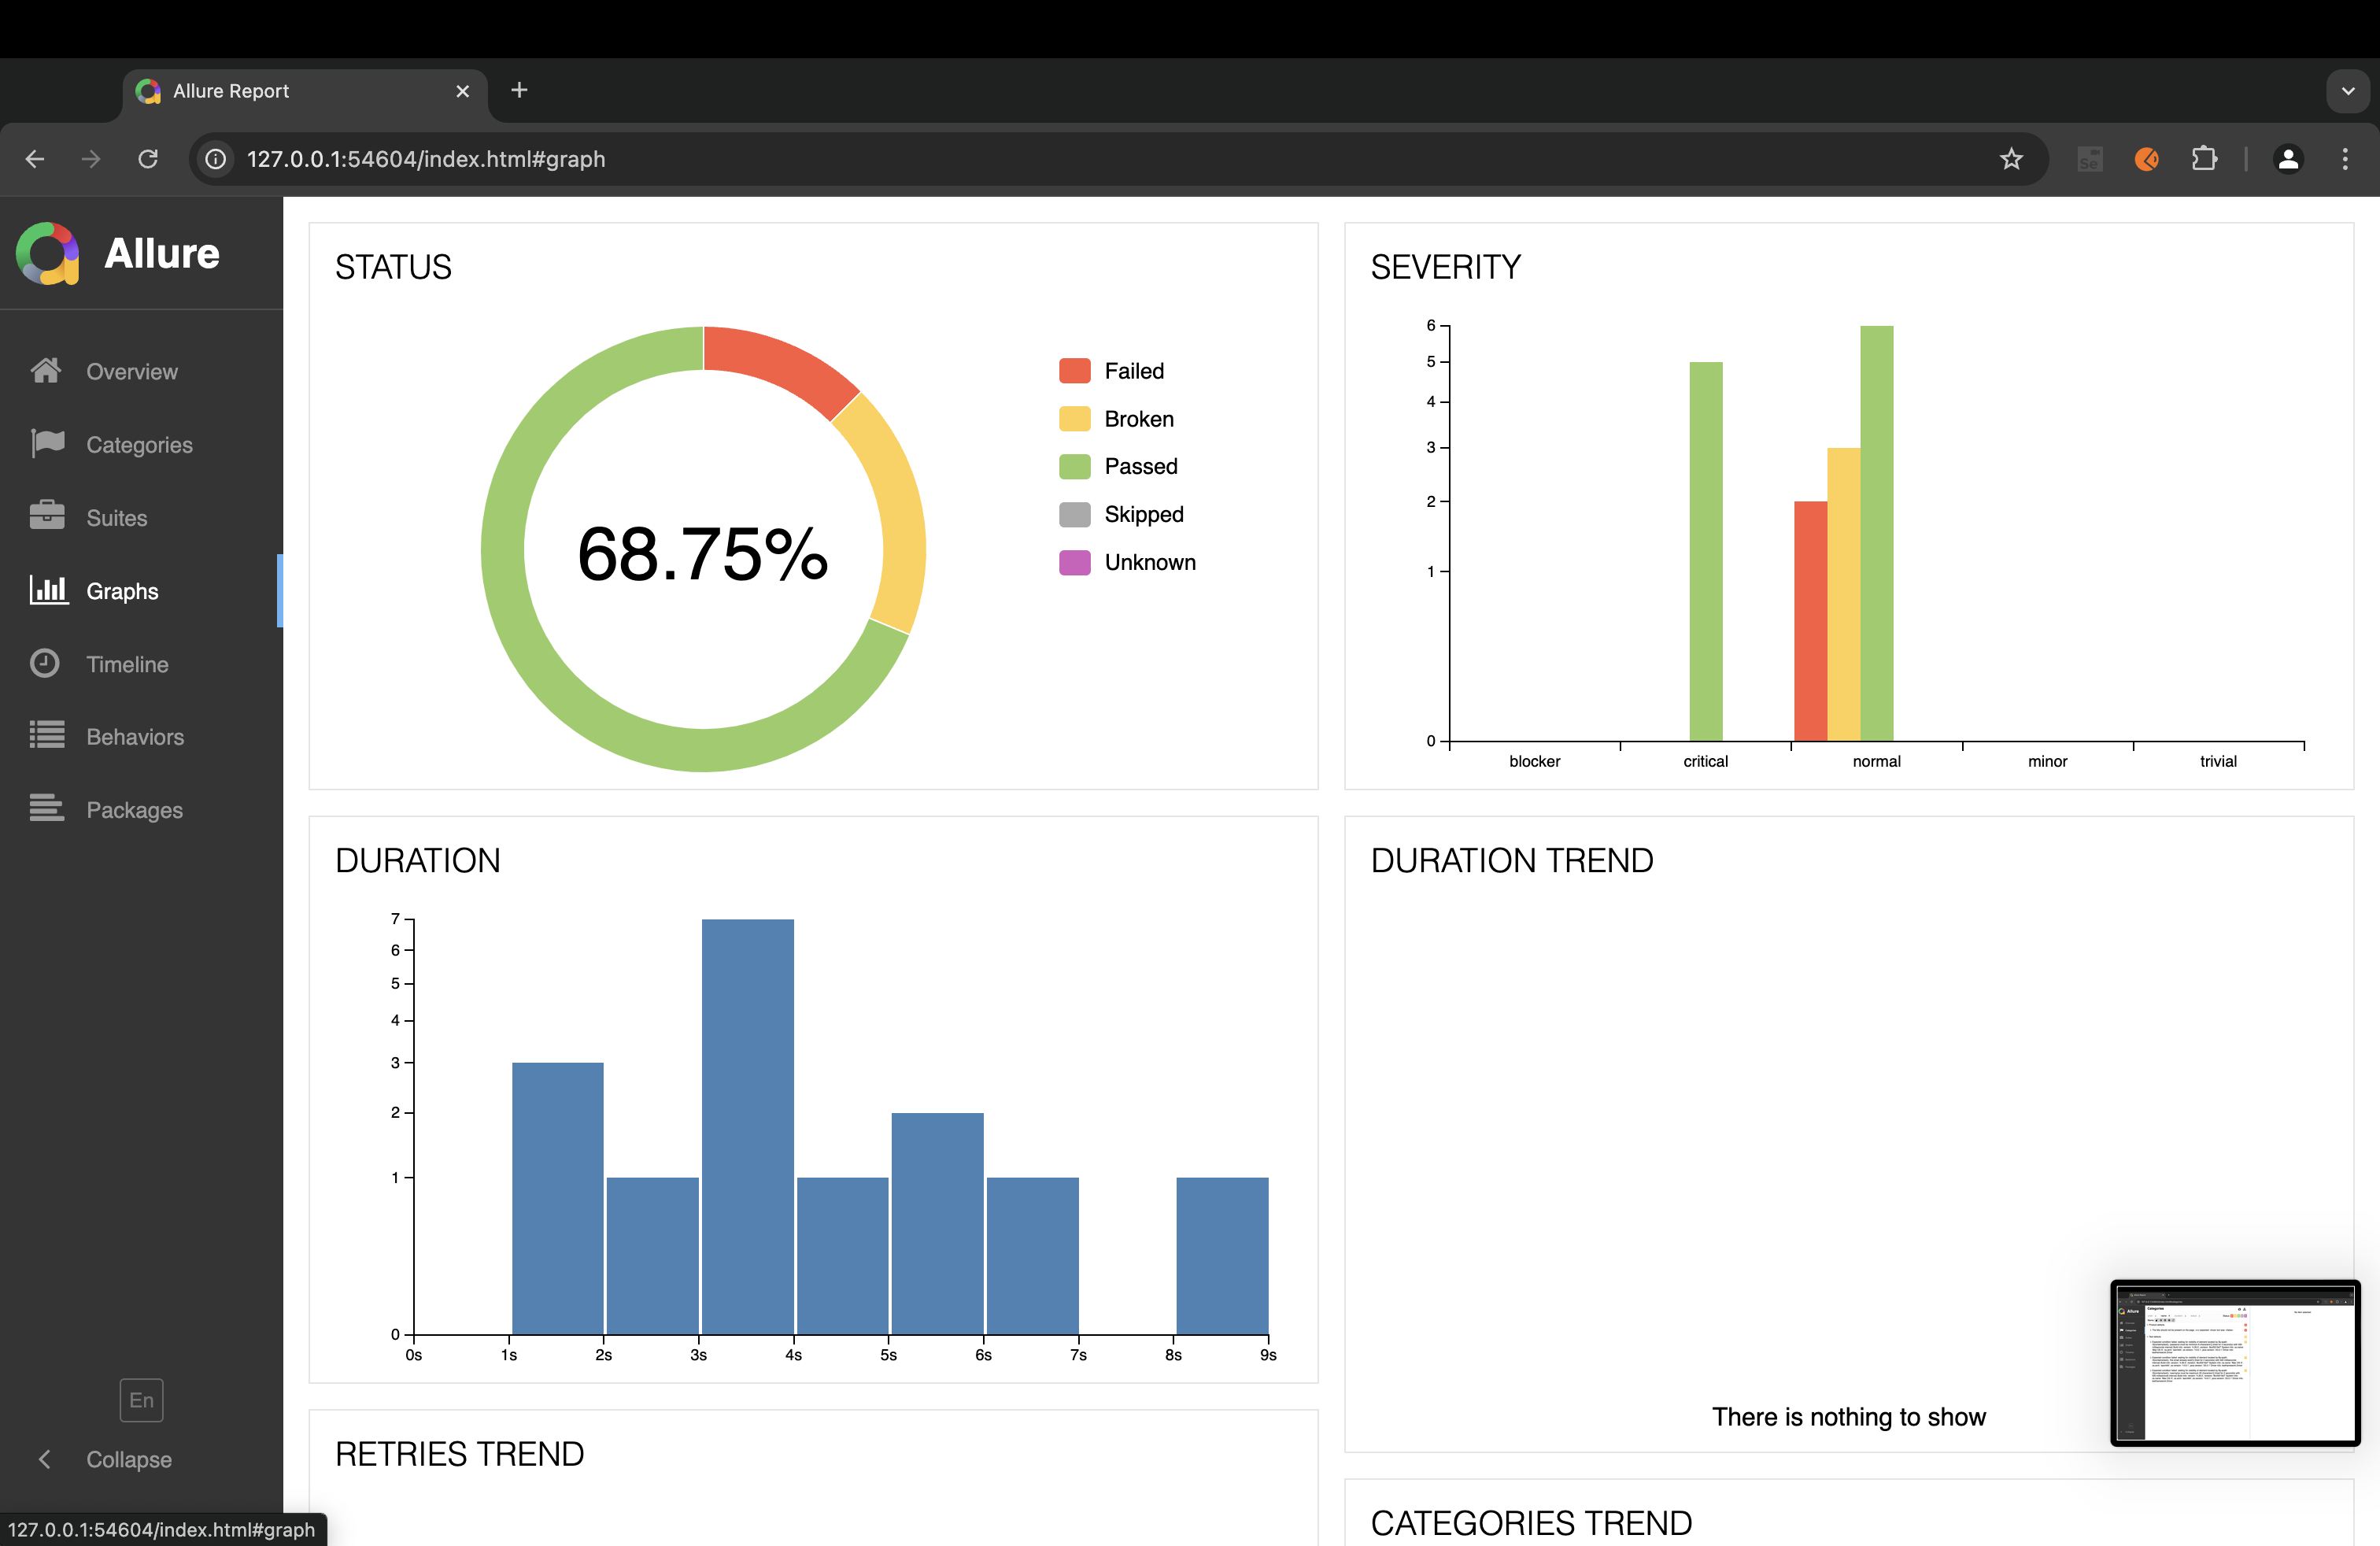 Allure Report
127.0.0.1:54604/index.html#graph
Se
Allure
Overview
Categories
Suites
Graphs
Timeline
Behaviors
Packages
En
Collapse
127.0.0.1:54604/index.html#graph
STATUS
68.75%
Failed
Broken
Passed
Skipped
Unknown
SEVERITY
6
5
4
3
2
1
0
blocker critical normal minor trivial
DURATION
7
6
5
4
3
2
1
0
0s 1s 2s 3s 4s 5s 6s 7s 8s 9s
DURATION TREND
There is nothing to show
RETRIES TREND
CATEGORIES TREND